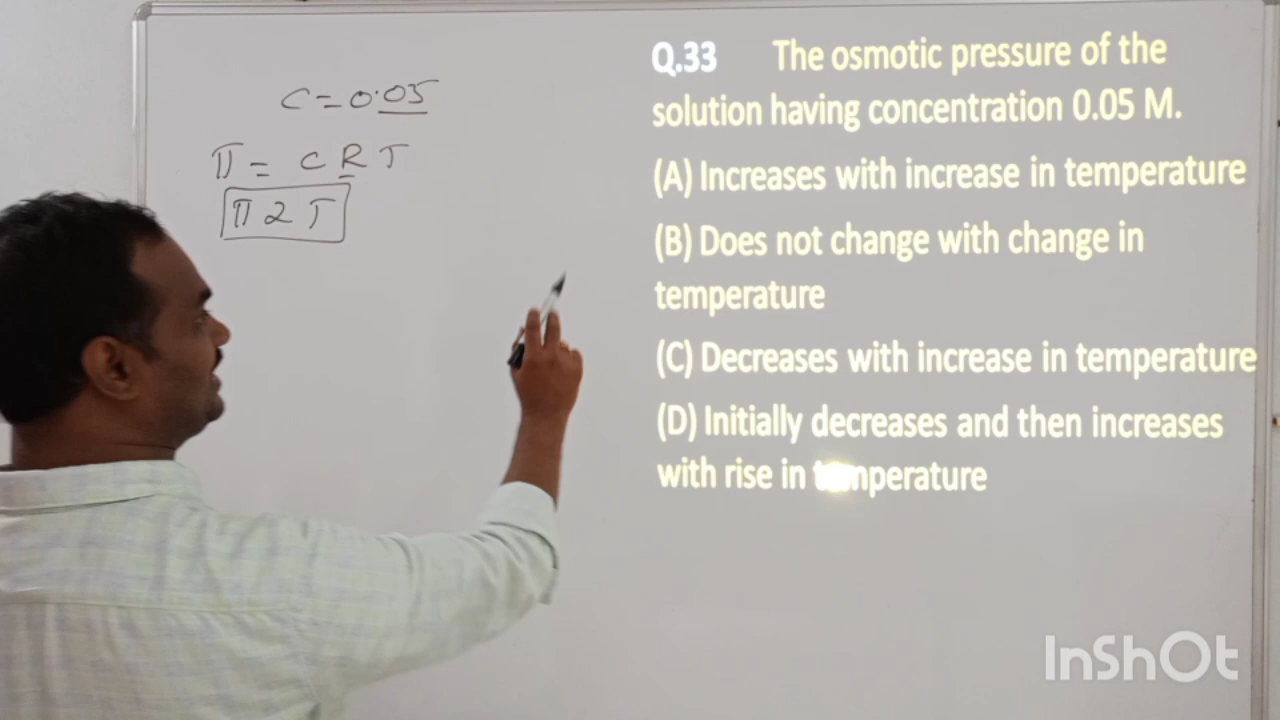 C = 0.05
π = C R T
π α T
Q.33 The osmotic pressure of the
solution having concentration 0.05 M.
(A) Increases with increase in temperature
(B) Does not change with change in
temperature
(C) Decreases with increase in temperature
(D) Initially decreases and then increases
with rise in temperature
InShOt